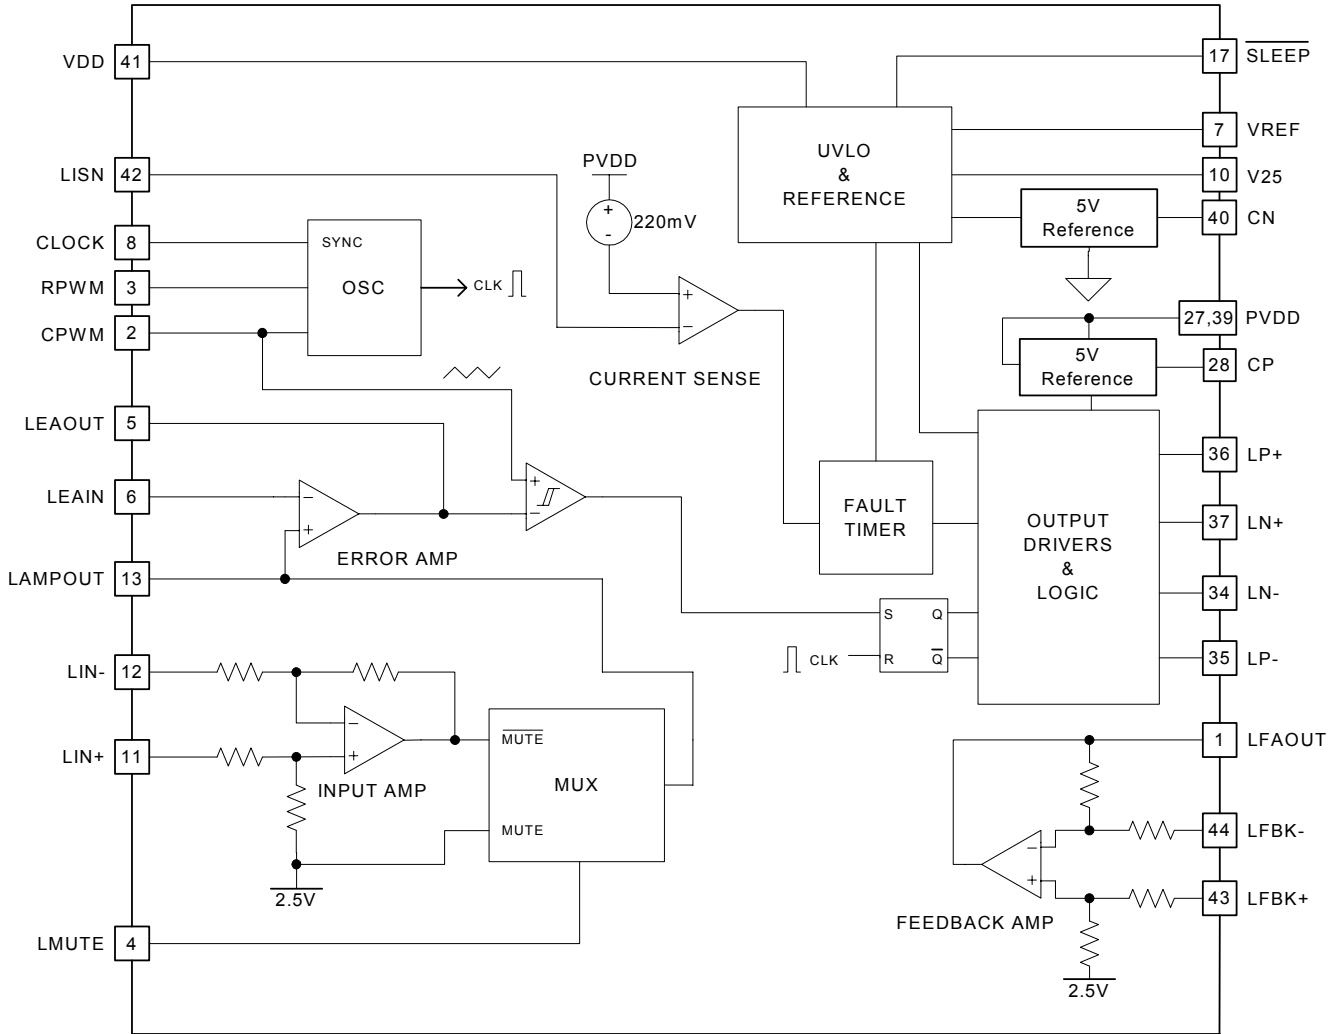 VDD 41
17 SLEEP
7 VREF
LISN 42
10 V25
UVLO
&
REFERENCE
PVDD
+
-
220mV
5V
Reference
40 CN
CLOCK 8
SYNC
RPWM 3
OSC
CLK
CPWM 2
+
−
CURRENT SENSE
27,39 PVDD
5V
Reference
28 CP
LEAOUT 5
36 LP+
LEAIN 6
−
+
ERROR AMP
+
−
FAULT
TIMER
OUTPUT
DRIVERS
&
LOGIC
37 LN+
LAMPOUT 13
34 LN-
S Q
CLK
R Q
35 LP-
LIN- 12
−
+
LIN+ 11
INPUT AMP
MUTE
MUX
MUTE
2.5V
LMUTE 4
1 LFAOUT
44 LFBK-
−
+
43 LFBK+
FEEDBACK AMP
2.5V